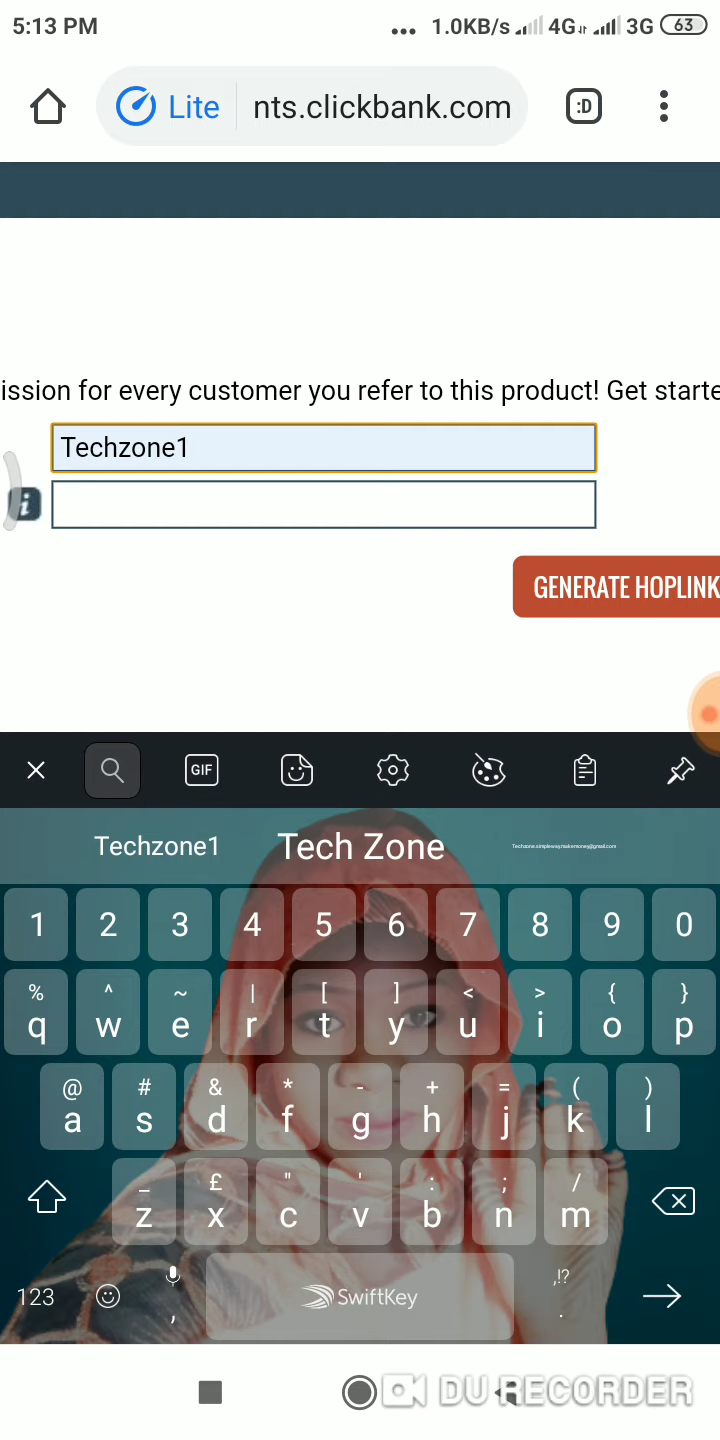 5:13 PM
... 1.0KB/s 4G 3G 63
Lite nts.clickbank.com :D
ission for every customer you refer to this product! Get starte
Techzone1
i
GENERATE HOPLINK
GIF
Techzone1 Tech Zone Techzone.simplewaymakemoney@gmail.com
1 2 3 4 5 6 7 8 9 0
% ^ ~ | [ ] < > { }
q w e r t y u i o p
@ # & * - + = ( )
a s d f g h j k l
_ £ " ' : ; /
z x c v b n m
123 , SwiftKey ,!? .
DU RECORDER